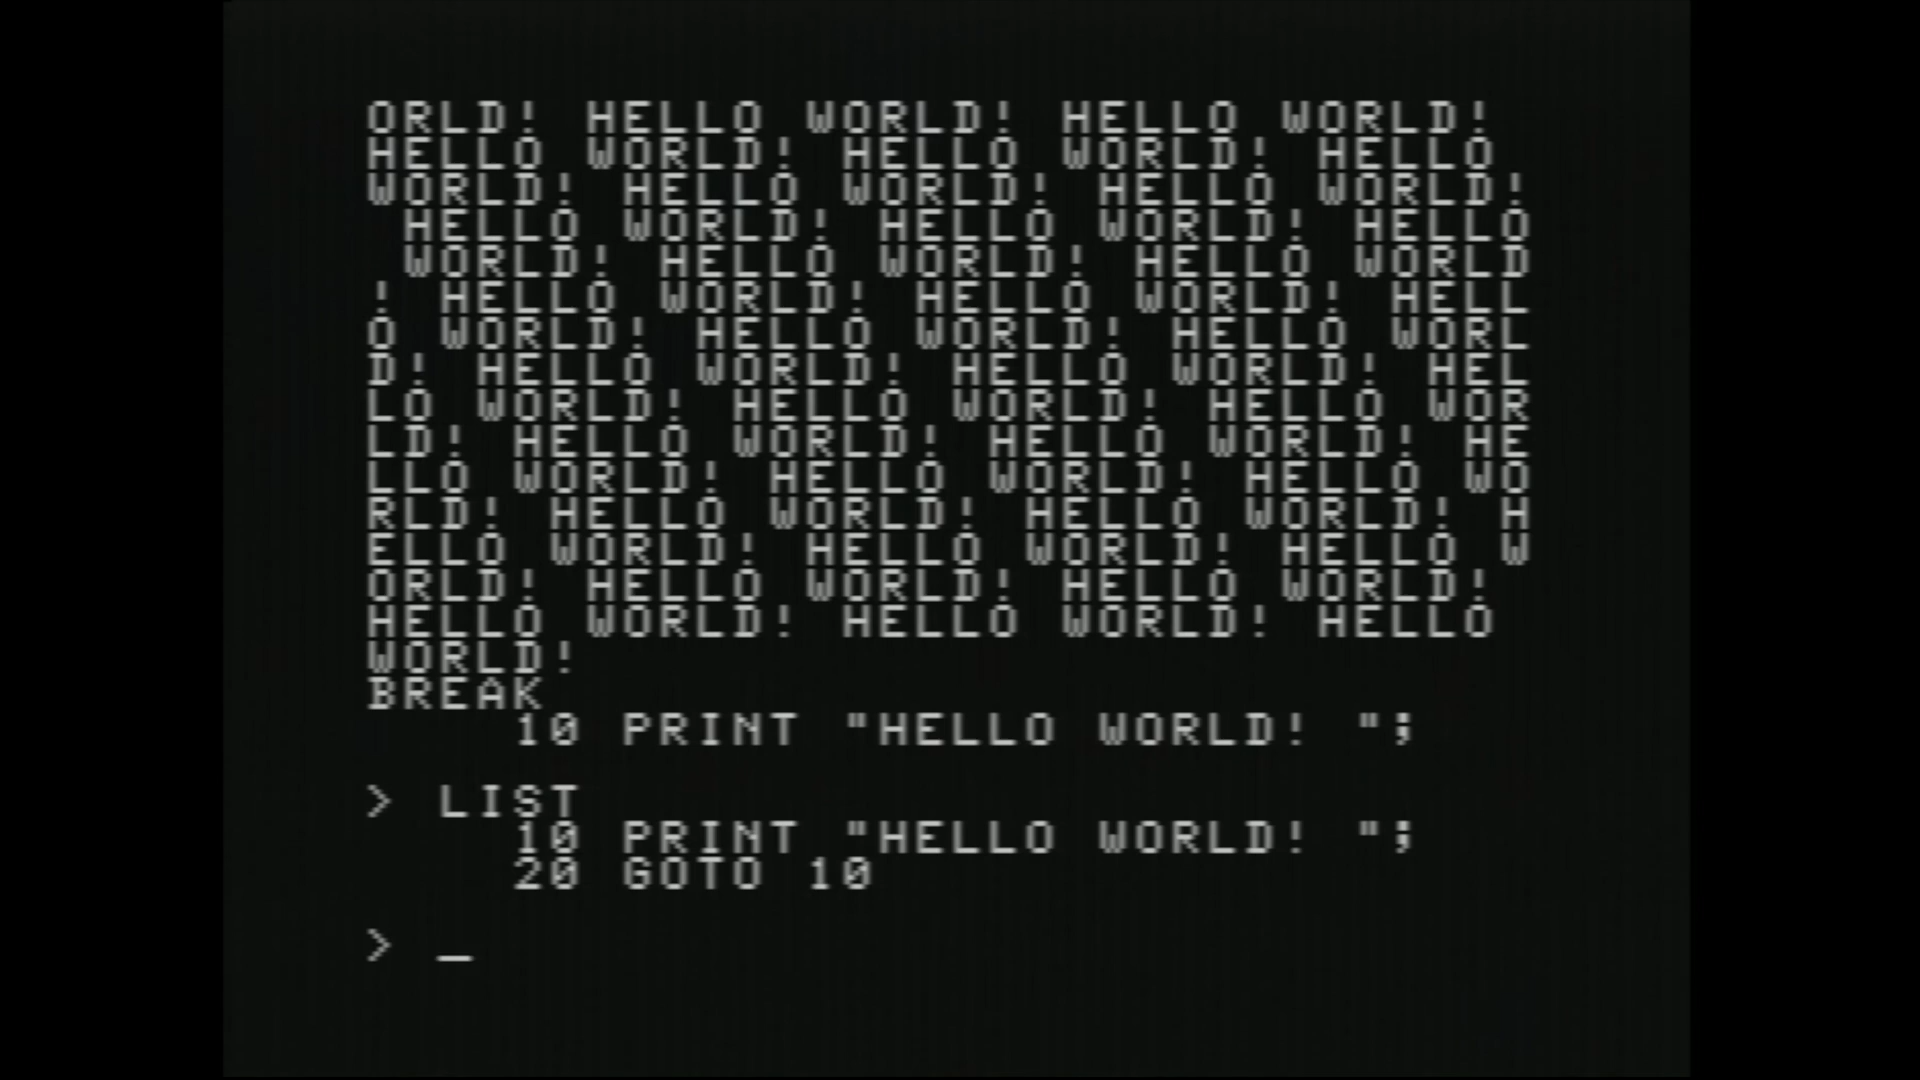 ORLD! HELLO WORLD! HELLO WORLD!
HELLO WORLD! HELLO WORLD! HELLO
WORLD! HELLO WORLD! HELLO WORLD!
HELLO WORLD! HELLO WORLD! HELLO
WORLD! HELLO WORLD! HELLO WORLD
! HELLO WORLD! HELLO WORLD! HELL
O WORLD! HELLO WORLD! HELLO WORL
D! HELLO WORLD! HELLO WORLD! HEL
LO WORLD! HELLO WORLD! HELLO WOR
LD! HELLO WORLD! HELLO WORLD! HE
LLO WORLD! HELLO WORLD! HELLO WO
RLD! HELLO WORLD! HELLO WORLD! H
ELLO WORLD! HELLO WORLD! HELLO W
ORLD! HELLO WORLD! HELLO WORLD!
HELLO WORLD! HELLO WORLD! HELLO
WORLD!
BREAK
10 PRINT "HELLO WORLD! ";
> LIST
10 PRINT "HELLO WORLD! ";
20 GOTO 10
> _